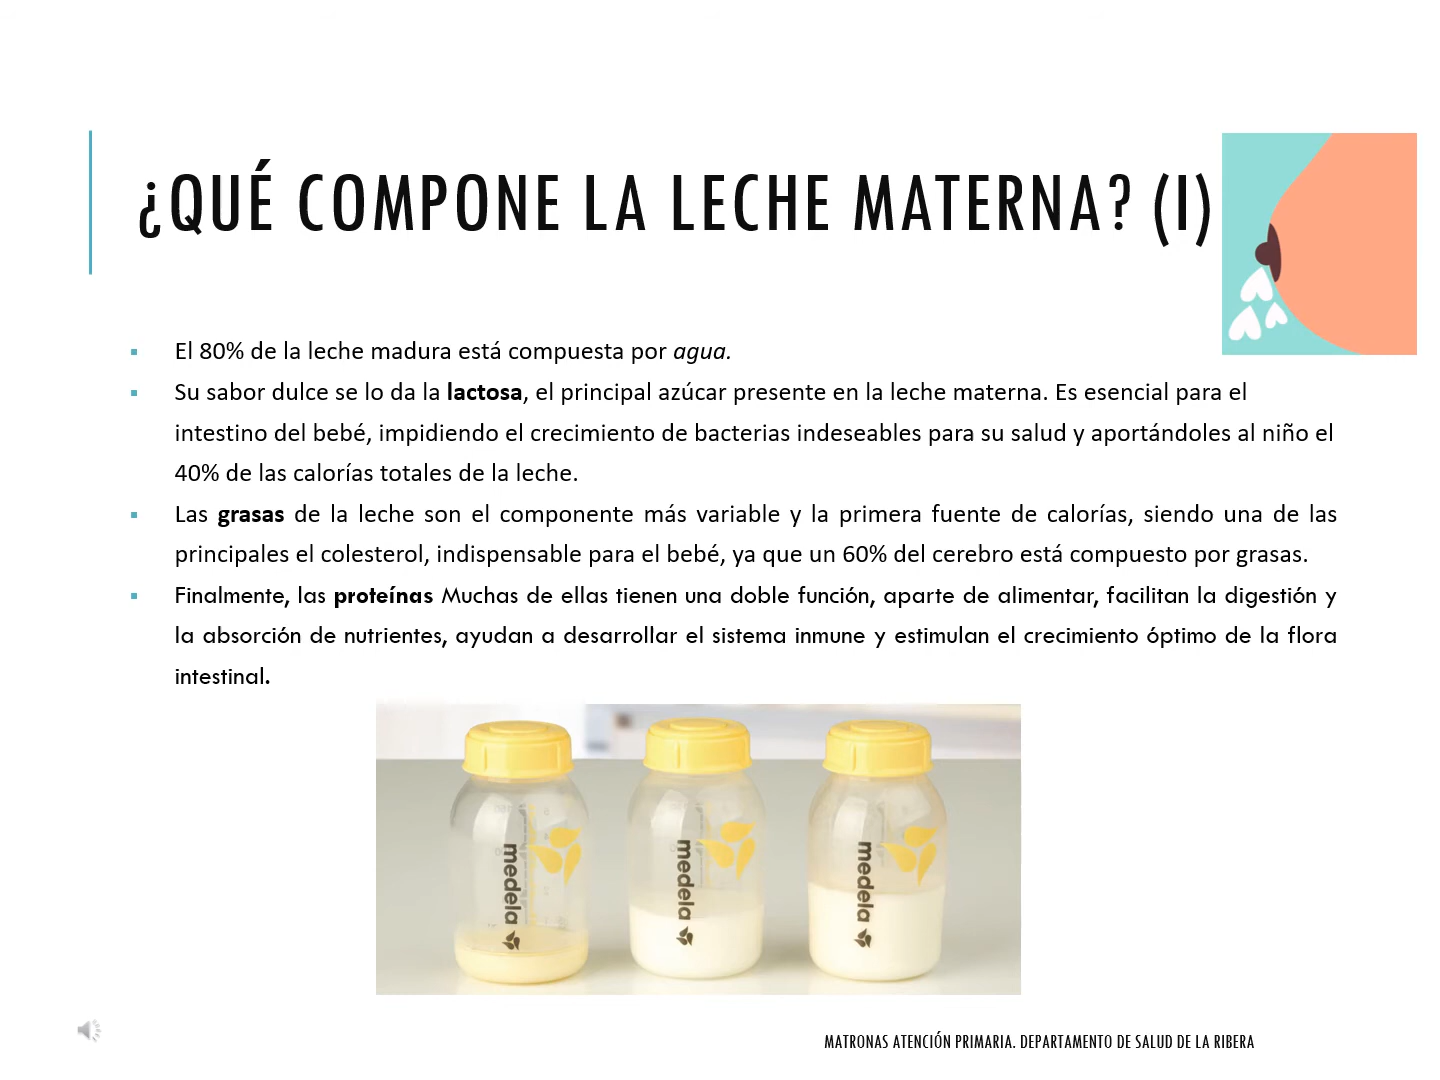 ¿QUÉ COMPONE LA LECHE MATERNA? (I)
El 80% de la leche madura está compuesta por agua.
Su sabor dulce se lo da la lactosa, el principal azúcar presente en la leche materna. Es esencial para el
intestino del bebé, impidiendo el crecimiento de bacterias indeseables para su salud y aportándoles al niño el
40% de las calorías totales de la leche.
Las grasas de la leche son el componente más variable y la primera fuente de calorías, siendo una de las
principales el colesterol, indispensable para el bebé, ya que un 60% del cerebro está compuesto por grasas.
Finalmente, las proteínas Muchas de ellas tienen una doble función, aparte de alimentar, facilitan la digestión y
la absorción de nutrientes, ayudan a desarrollar el sistema inmune y estimulan el crecimiento óptimo de la flora
intestinal.
medela
medela
medela
MATRONAS ATENCIÓN PRIMARIA. DEPARTAMENTO DE SALUD DE LA RIBERA